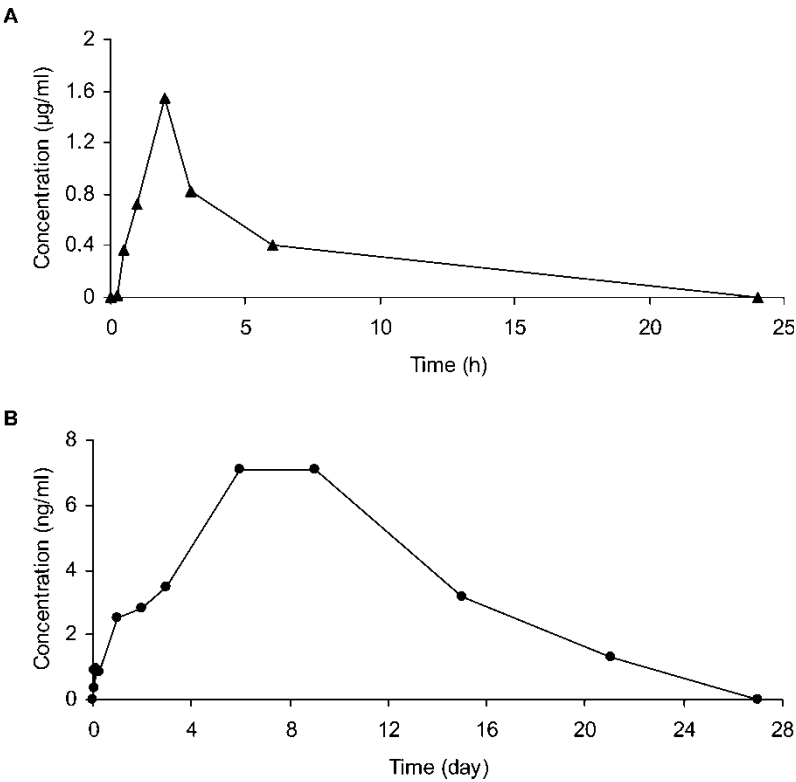 A
2
1.6
1.2
0.8
0.4
0
Concentration (µg/ml)
0 5 10 15 20 25
Time (h)
B
8
6
4
2
0
Concentration (ng/ml)
0 4 8 12 16 20 24 28
Time (day)